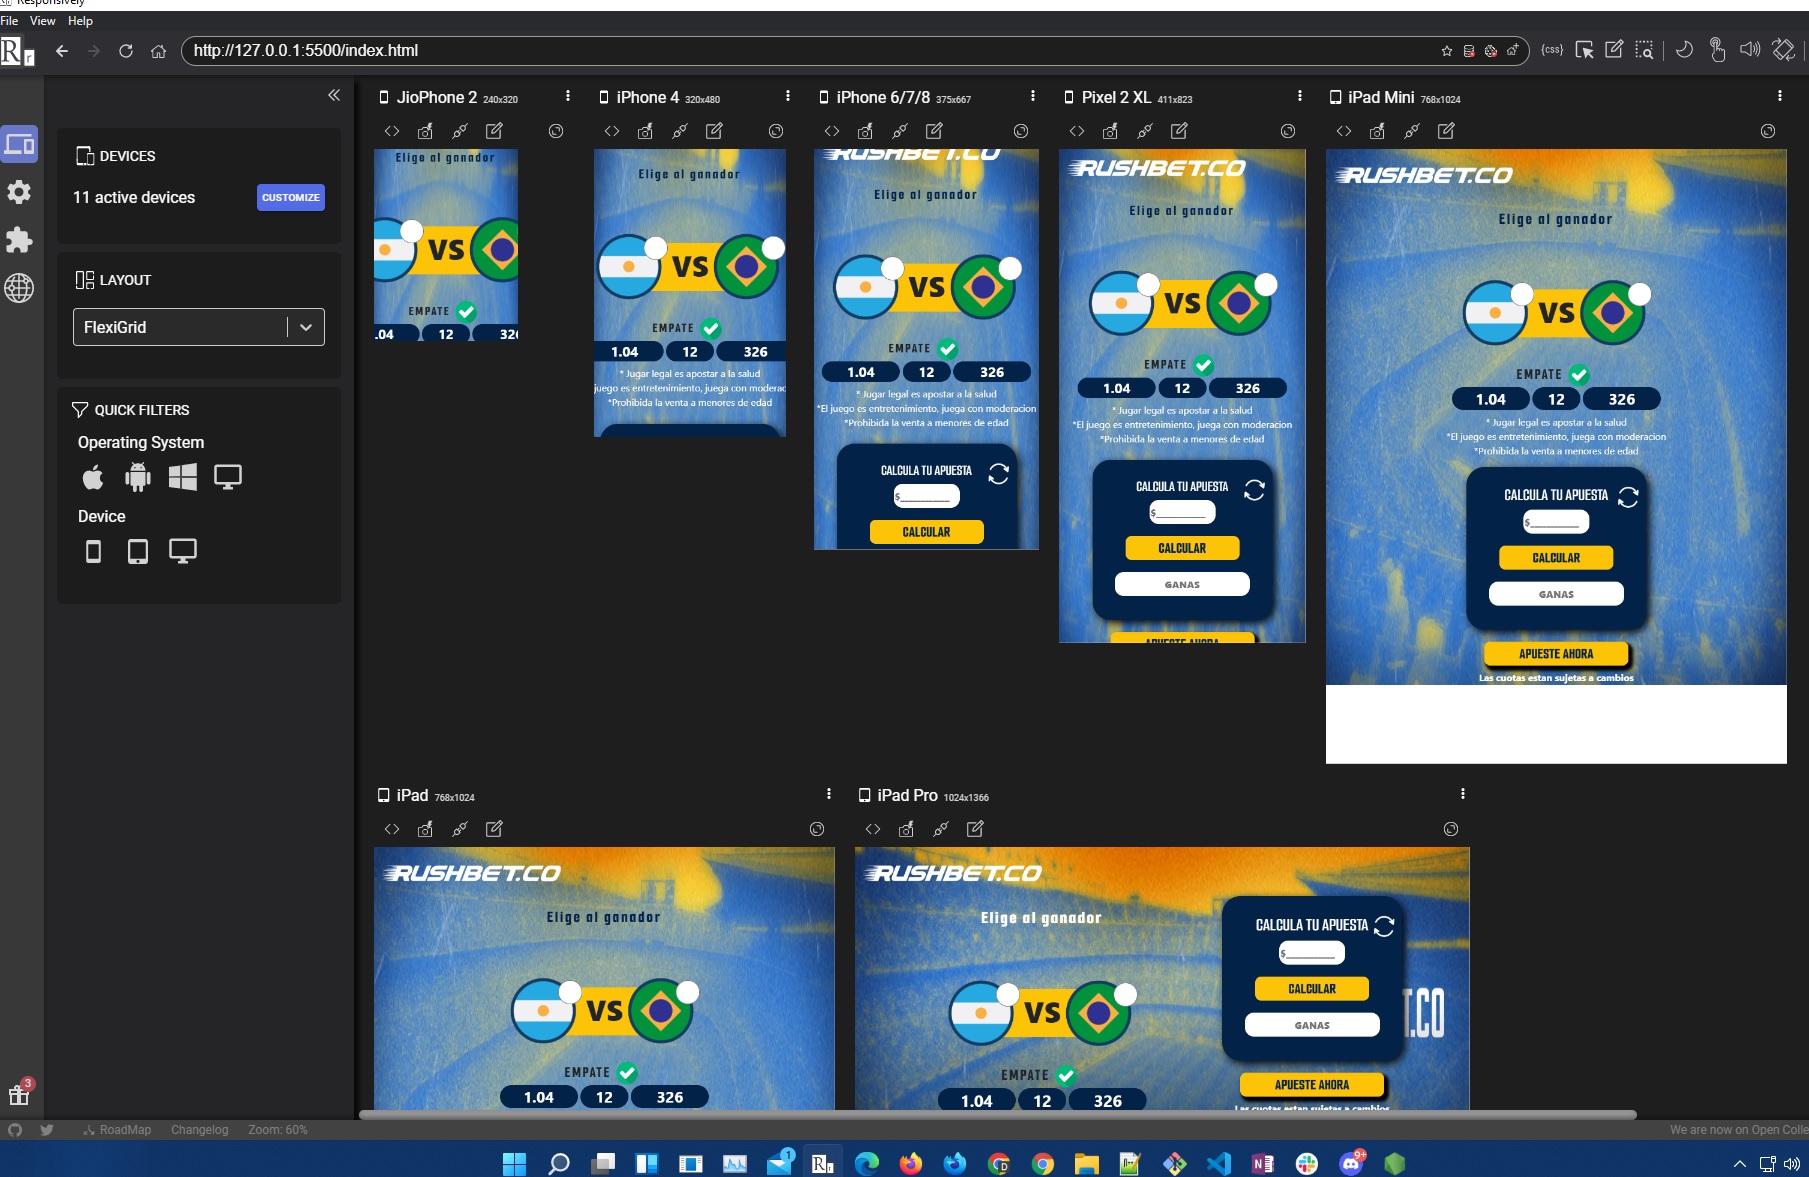 Responsively
File View Help
R r
http://127.0.0.1:5500/index.html
{css}
DEVICES
11 active devices
CUSTOMIZE
LAYOUT
FlexiGrid
QUICK FILTERS
Operating System
Device
JioPhone 2 240x320
Elige al ganador
VS
EMPATE
1.04 12 326
iPhone 4 320x480
Elige al ganador
VS
EMPATE
1.04 12 326
* Jugar legal es apostar a la salud
juego es entretenimiento, juega con moderac
*Prohibida la venta a menores de edad
iPhone 6/7/8 375x667
RUSHBET.CO
Elige al ganador
VS
EMPATE
1.04 12 326
* Jugar legal es apostar a la salud
*El juego es entretenimiento, juega con moderacion
*Prohibida la venta a menores de edad
CALCULA TU APUESTA
$
CALCULAR
Pixel 2 XL 411x823
RUSHBET.CO
Elige al ganador
VS
EMPATE
1.04 12 326
* Jugar legal es apostar a la salud
*El juego es entretenimiento, juega con moderacion
*Prohibida la venta a menores de edad
CALCULA TU APUESTA
$
CALCULAR
GANAS
APUESTE AHORA
iPad Mini 768x1024
RUSHBET.CO
Elige al ganador
VS
EMPATE
1.04 12 326
* Jugar legal es apostar a la salud
*El juego es entretenimiento, juega con moderacion
*Prohibida la venta a menores de edad
CALCULA TU APUESTA
$
CALCULAR
GANAS
APUESTE AHORA
Las cuotas estan sujetas a cambios
iPad 768x1024
RUSHBET.CO
Elige al ganador
VS
EMPATE
1.04 12 326
iPad Pro 1024x1366
RUSHBET.CO
Elige al ganador
VS
EMPATE
1.04 12 326
CALCULA TU APUESTA
$
CALCULAR
GANAS
T.CO
APUESTE AHORA
Las cuotas estan sujetas a cambios
3
RoadMap Changelog Zoom: 60%
We are now on Open Colle
1
R r
D
N
9+